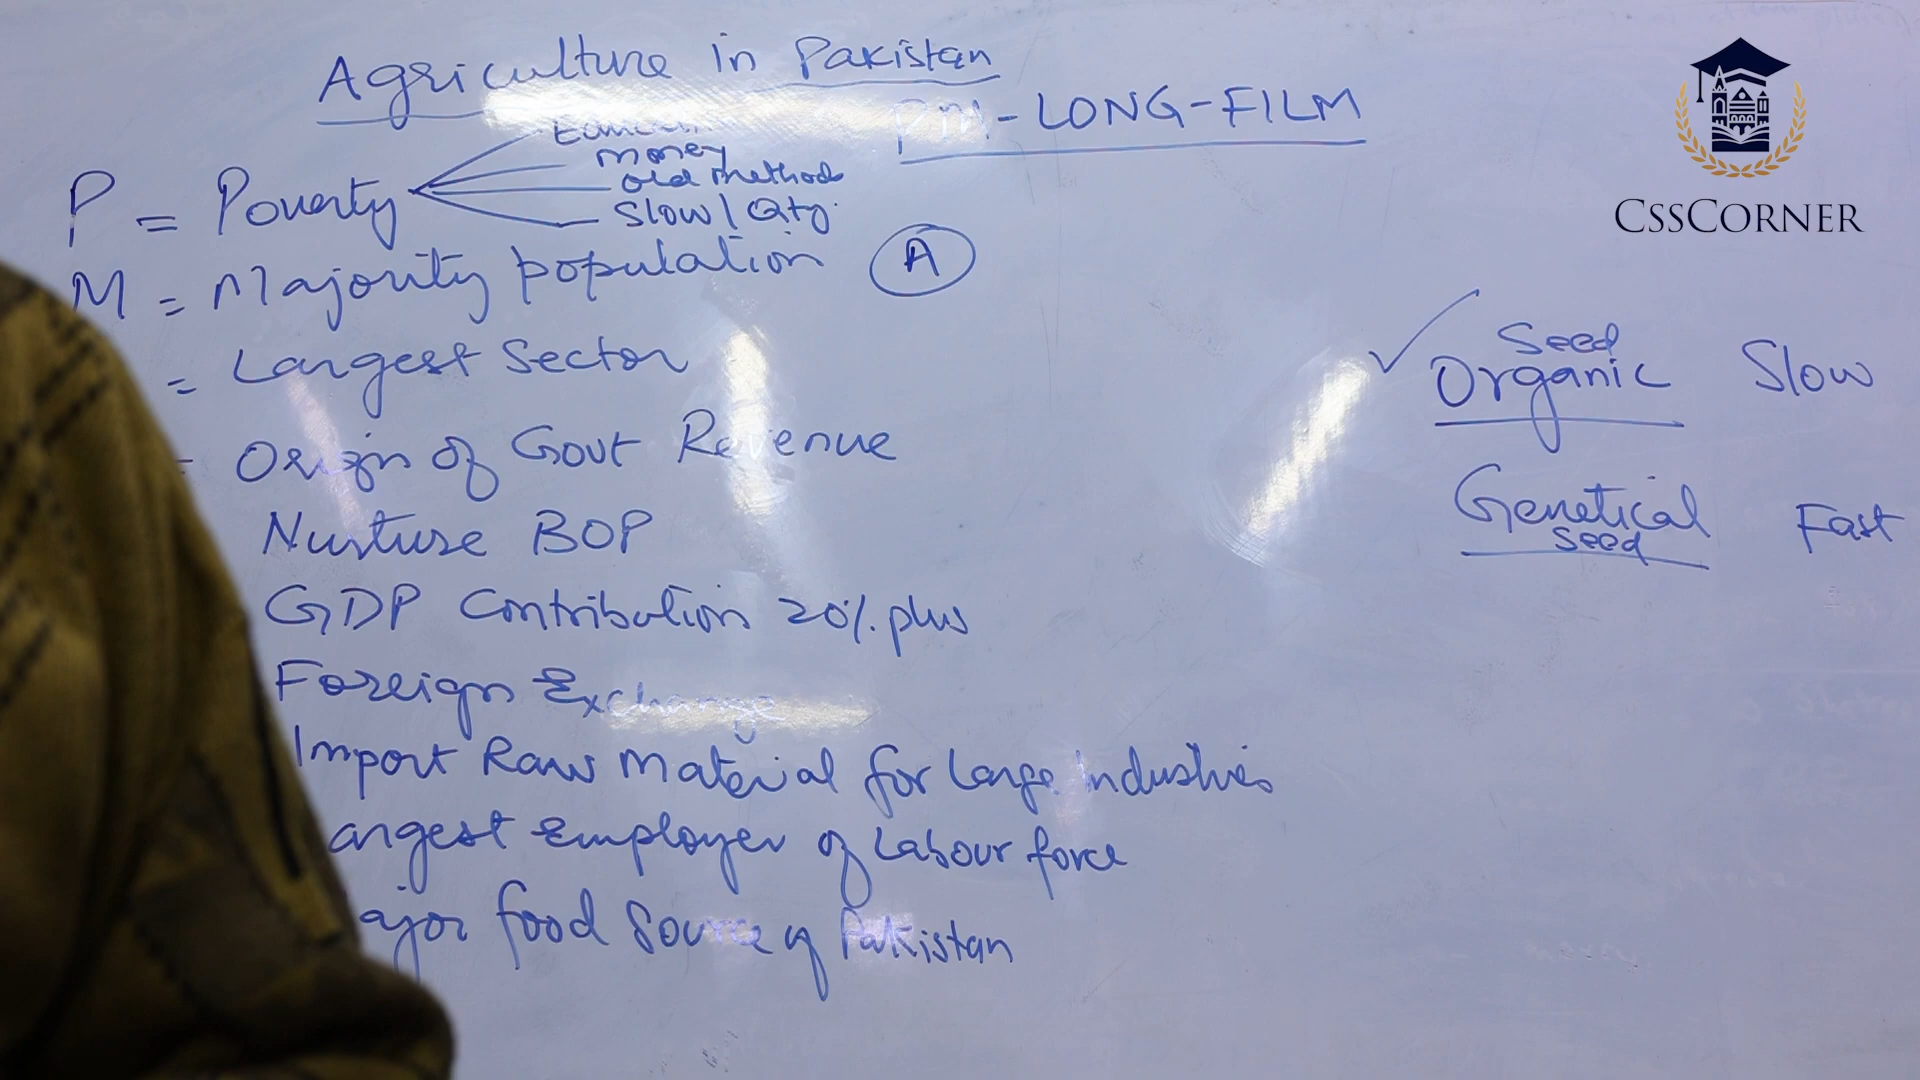 Agriculture in Pakistan
PM-LONG-FILM
money
old methods
Slow / Qty.
P = Poverty
M = Majority population A
= Largest Sector
= Origin of Govt Revenue
Nurture BOP
GDP Contribution 20% plus
Foreign Exchange
Import Raw Material for Large Industries
argest Employer of Labour force
ajor food Source of Pakistan
Seed
Organic Slow
Genetical Fast
Seed
CSSCORNER